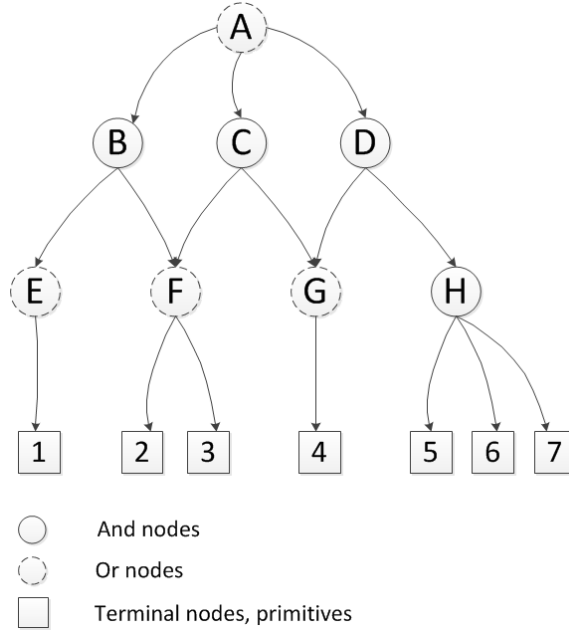 A
B C D
E F G H
1 2 3 4 5 6 7
And nodes
Or nodes
Terminal nodes, primitives